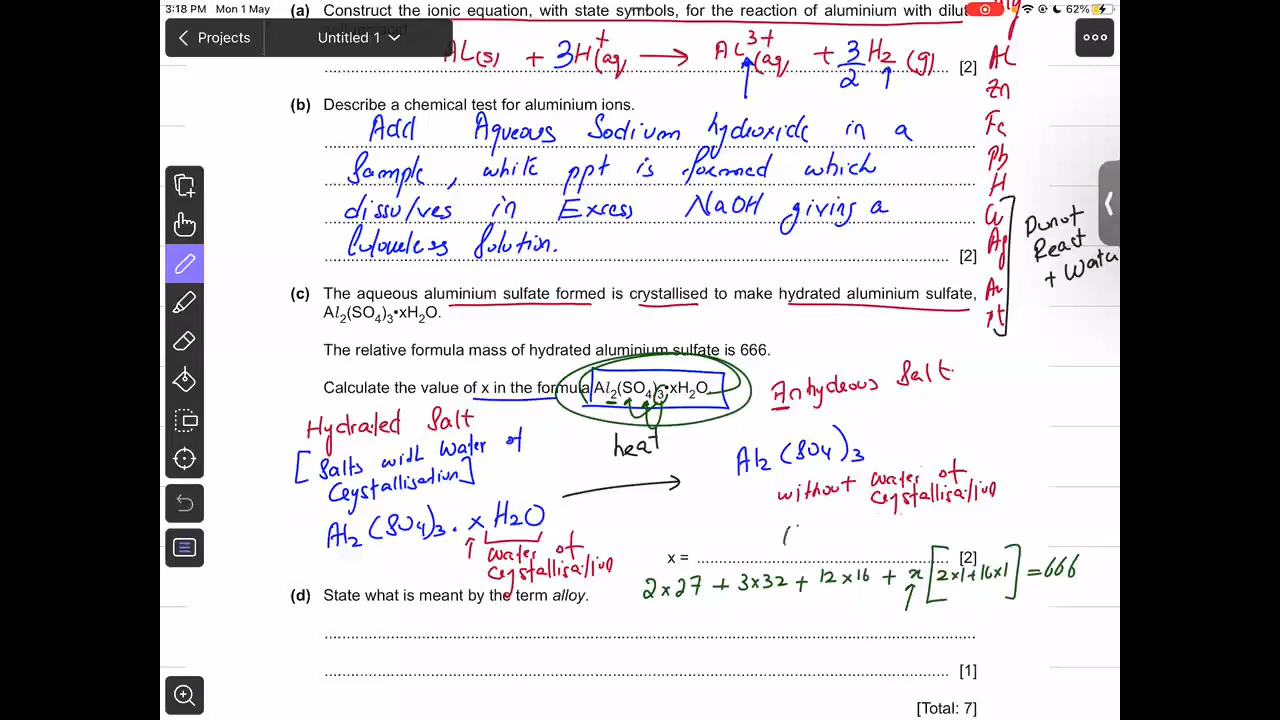 3:18 PM Mon 1 May
62%
(a) Construct the ionic equation, with state symbols, for the reaction of aluminium with dilut
Projects
Untitled 1
Al(s) + 3H+(aq → Al3+(aq + 3/2 H2 (g)
[2]
(b) Describe a chemical test for aluminium ions.
Add Aqueous Sodium hydroxide in a
Sample, white ppt is formed which
dissolves in Excess NaOH giving a
Colourless Solution.
[2]
Al
Zn
Fe
Pb
H
Cu
Ag
Au
Pt
Donot
React
+ Wate
(c) The aqueous aluminium sulfate formed is crystallised to make hydrated aluminium sulfate,
Al2(SO4)3•xH2O.
The relative formula mass of hydrated aluminium sulfate is 666.
Calculate the value of x in the formula Al2(SO4)3•xH2O.
Anhydrous Salt
Hydrated Salt
[Salts with Water of
Crystallisation]
heat
Al2(SO4)3
without water of
crystallisation
Al2(SO4)3 . x H2O
water of
crystallisation
x =
[2]
2×27 + 3×32 + 12×16 + x[2×1+16×1] = 666
(d) State what is meant by the term alloy.
[1]
[Total: 7]